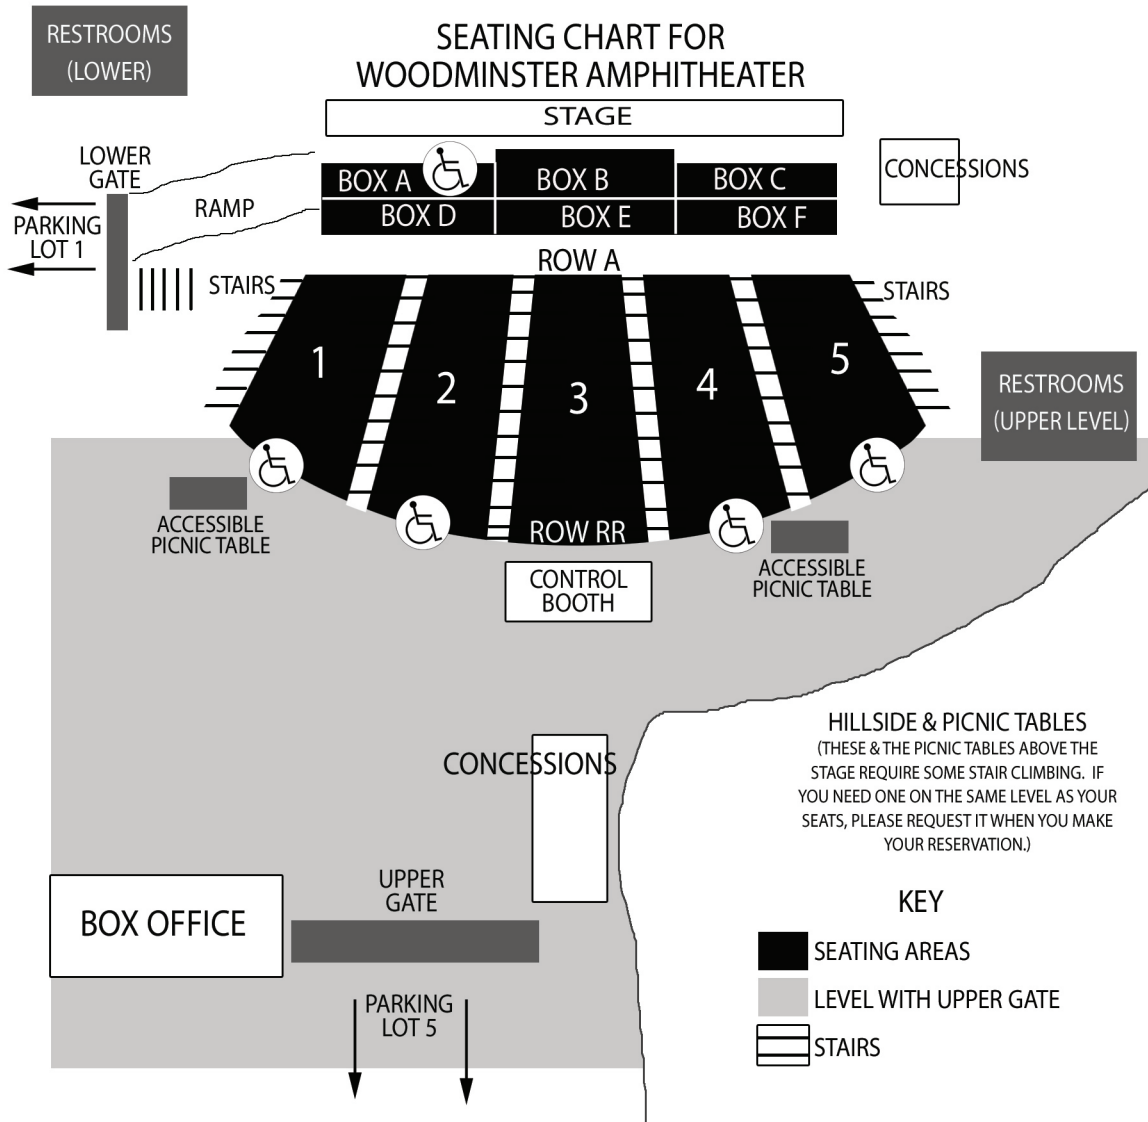 RESTROOMS
(LOWER)
SEATING CHART FOR
WOODMINSTER AMPHITHEATER
STAGE
LOWER
GATE
CONCESSIONS
BOX A
BOX B
BOX C
RAMP
BOX D
BOX E
BOX F
PARKING
LOT 1
ROW A
STAIRS
STAIRS
1
2
3
4
5
RESTROOMS
(UPPER LEVEL)
ACCESSIBLE
PICNIC TABLE
ROW RR
ACCESSIBLE
PICNIC TABLE
CONTROL
BOOTH
HILLSIDE & PICNIC TABLES
(THESE & THE PICNIC TABLES ABOVE THE
STAGE REQUIRE SOME STAIR CLIMBING. IF
YOU NEED ONE ON THE SAME LEVEL AS YOUR
SEATS, PLEASE REQUEST IT WHEN YOU MAKE
YOUR RESERVATION.)
CONCESSIONS
UPPER
GATE
BOX OFFICE
PARKING
LOT 5
KEY
SEATING AREAS
LEVEL WITH UPPER GATE
STAIRS